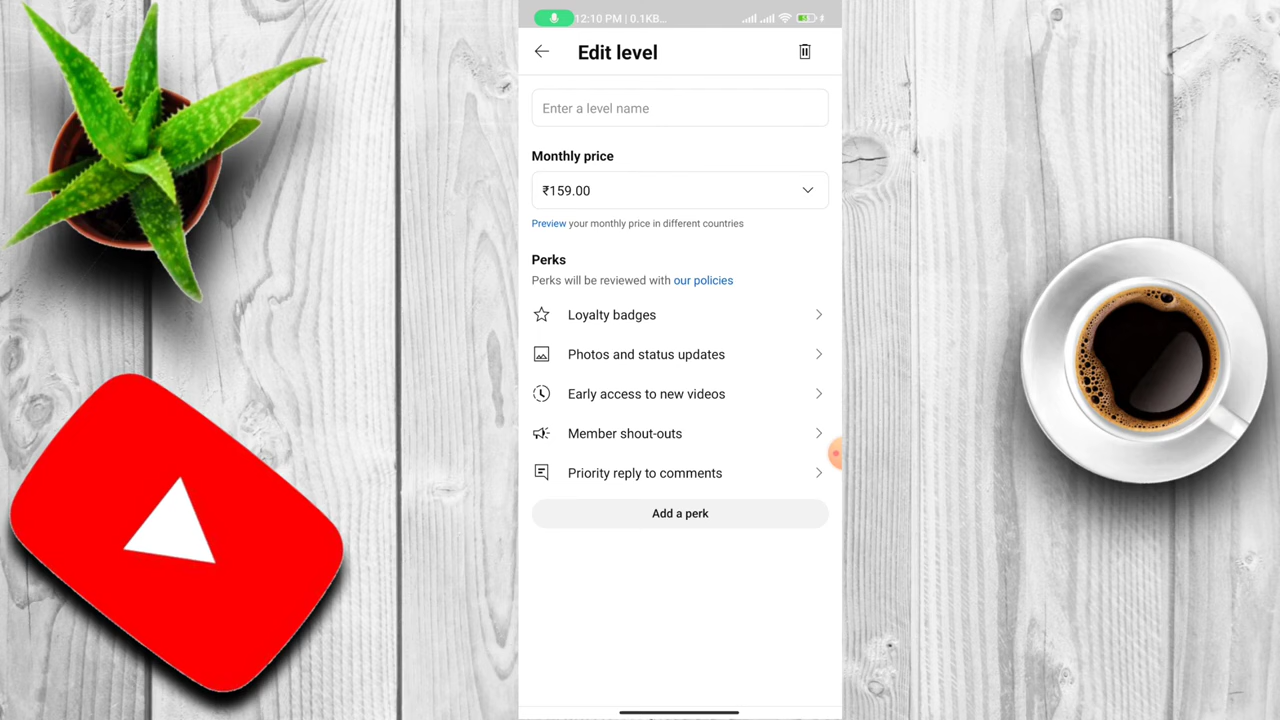 12:10 PM | 0.1KB...
Edit level
Enter a level name
Monthly price
₹159.00
Preview your monthly price in different countries
Perks
Perks will be reviewed with our policies
Loyalty badges
Photos and status updates
Early access to new videos
Member shout-outs
Priority reply to comments
Add a perk